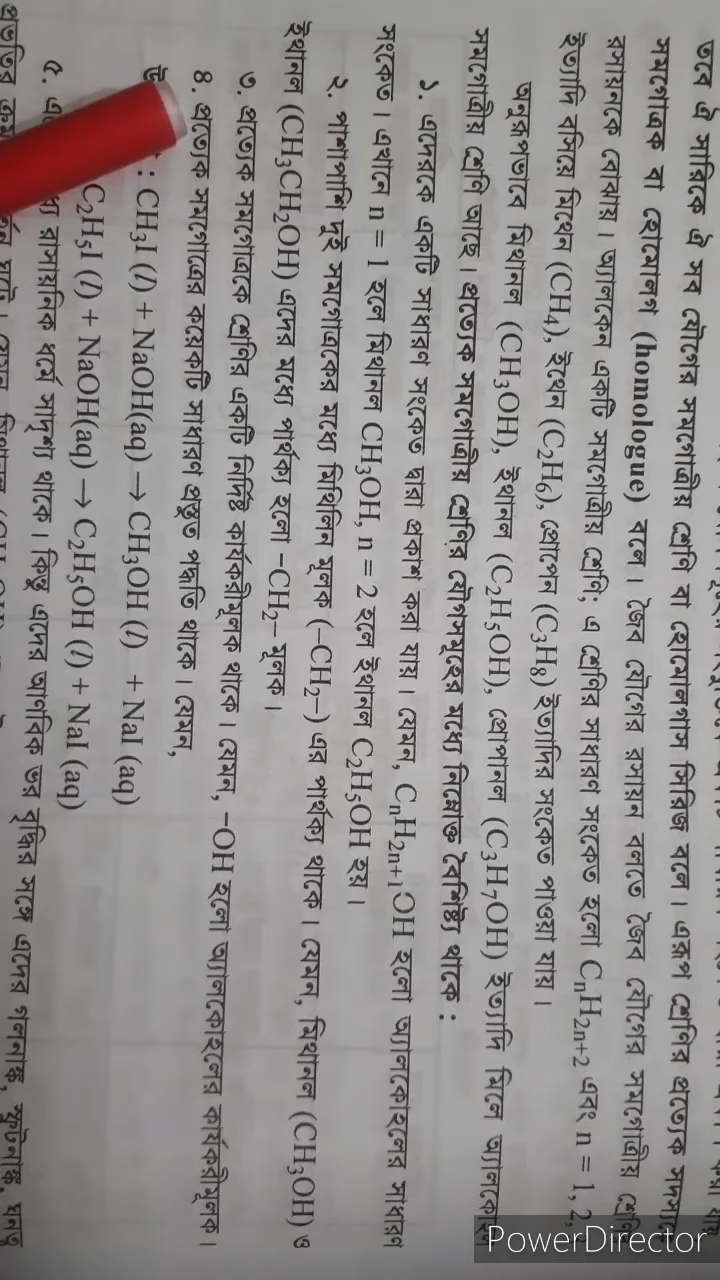 তবে ঐ সারিকে ঐ সব যৌগের সমগোত্রীয় শ্রেণি বা হোমোলগাস সিরিজ বলে। এরূপ শ্রেণির প্রত্যেক সদস্যকে
সমগোত্রক বা হোমোলগ (homologue) বলে। জৈব যৌগের রসায়ন বলতে জৈব যৌগের সমগোত্রীয় শ্রেণির
রসায়নকে বোঝায়। অ্যালকেন একটি সমগোত্রীয় শ্রেণি; এ শ্রেণির সাধারণ সংকেত হলো CnH2n+2 এবং n = 1, 2,
ইত্যাদি বসিয়ে মিথেন (CH4), ইথেন (C2H6), প্রোপেন (C3H8) ইত্যাদির সংকেত পাওয়া যায়।
অনুরূপভাবে মিথানল (CH3OH), ইথানল (C2H5OH), প্রোপানল (C3H7OH) ইত্যাদি মিলে অ্যালকোহল
সমগোত্রীয় শ্রেণি আছে। প্রত্যেক সমগোত্রীয় শ্রেণির যৌগসমূহের মধ্যে নিম্নোক্ত বৈশিষ্ট্য থাকে :
১. এদেরকে একটি সাধারণ সংকেত দ্বারা প্রকাশ করা যায়। যেমন, CnH2n+1OH হলো অ্যালকোহলের সাধারণ
সংকেত। এখানে n = 1 হলে মিথানল CH3OH, n = 2 হলে ইথানল C2H5OH হয়।
২. পাশাপাশি দুই সমগোত্রকের মধ্যে মিথিলিন মূলক (–CH2–) এর পার্থক্য থাকে। যেমন, মিথানল (CH3OH) ও
ইথানল (CH3CH2OH) এদের মধ্যে পার্থক্য হলো -CH2– মূলক।
৩. প্রত্যেক সমগোত্রকে শ্রেণির একটি নির্দিষ্ট কার্যকরীমূলক থাকে। যেমন, –OH হলো অ্যালকোহলের কার্যকরীমূলক।
৪. প্রত্যেক সমগোত্রের কয়েকটি সাধারণ প্রস্তুত পদ্ধতি থাকে। যেমন,
: CH3I (l) + NaOH(aq) → CH3OH (l) + NaI (aq)
C2H5I (l) + NaOH(aq) → C2H5OH (l) + NaI (aq)
৫. রাসায়নিক ধর্মে সাদৃশ্য থাকে। কিন্তু এদের আণবিক ভর বৃদ্ধির সঙ্গে এদের গলনাঙ্ক, স্ফুটনাঙ্ক, ঘনত্ব
PowerDirector